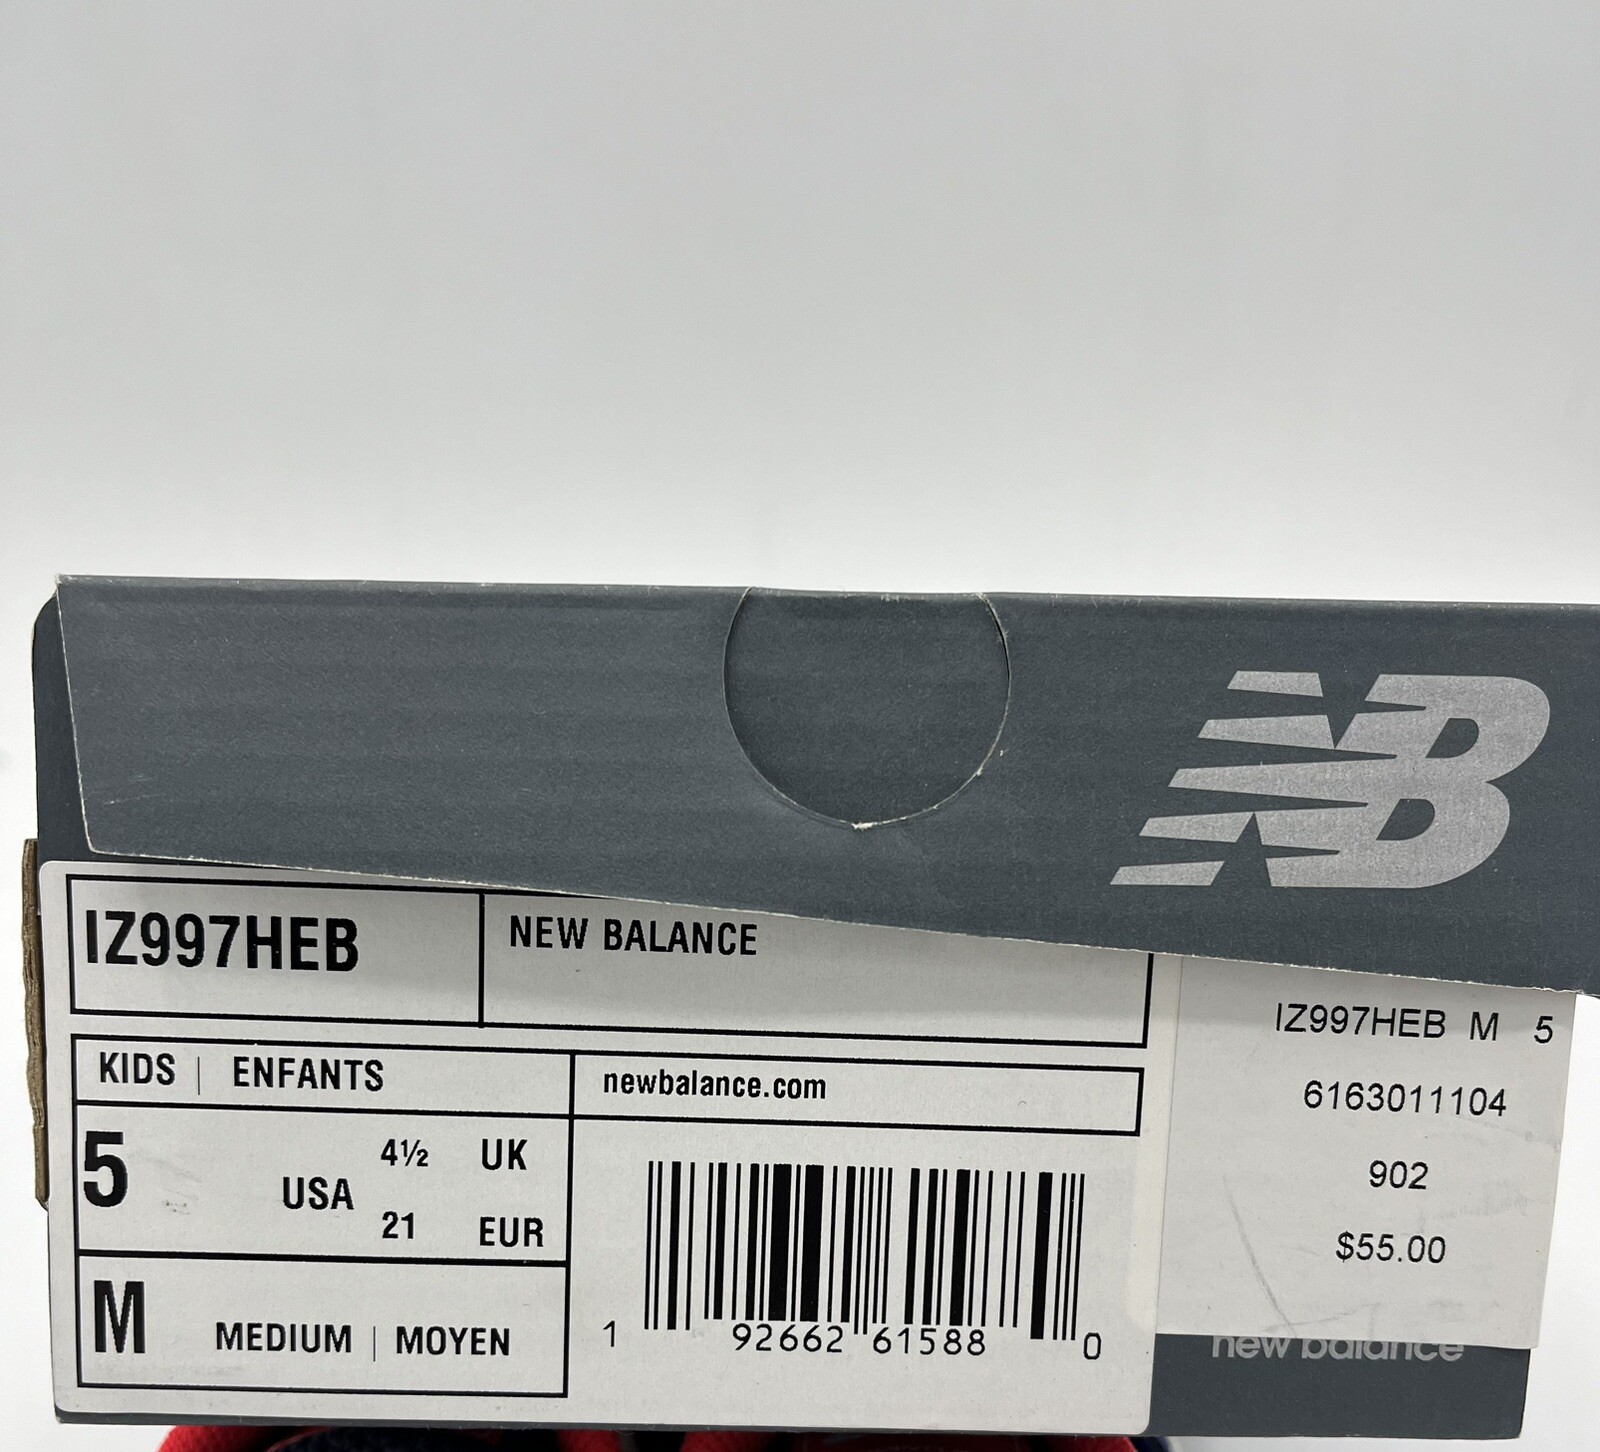 NB
IZ997HEB
NEW BALANCE
KIDS | ENFANTS
newbalance.com
5
USA
4½ UK
21 EUR
M
MEDIUM | MOYEN
1 92662 61588 0
IZ997HEB M 5
6163011104
902
$55.00
new balance